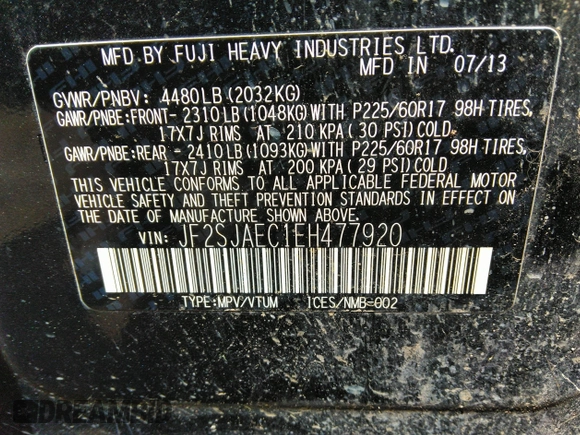 MFD BY FUJI HEAVY INDUSTRIES LTD.
MFD IN 07/13
GVWR/PNBV: 4480LB(2032KG)
GAWR/PNBE:FRONT- 2310LB(1048KG)WITH P225/60R17 98H TIRES,
17X7J RIMS AT 210 KPA(30 PSI)COLD.
GAWR/PNBE:REAR - 2410LB(1093KG)WITH P225/60R17 98H TIRES,
17X7J RIMS AT 200 KPA(29 PSI)COLD
THIS VEHICLE CONFORMS TO ALL APPLICABLE FEDERAL MOTOR
VEHICLE SAFETY AND THEFT PREVENTION STANDARDS IN EFFECT ON
THE DATE OF MANUFACTURE SHOWN ABOVE.
VIN: JF2SJAEC1EH477920
TYPE:MPV/VTUM ICES/NMB-002
DREAMBID